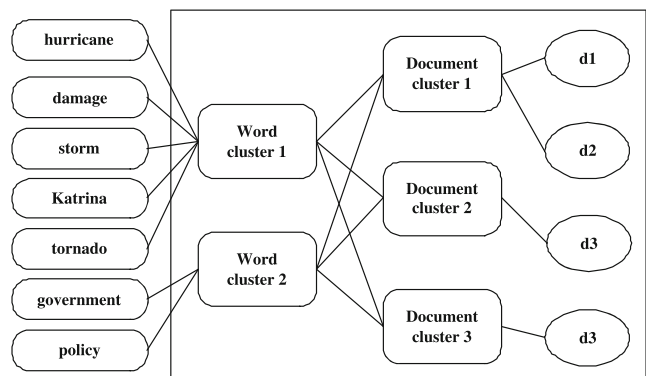 hurricane
damage
storm
Katrina
tornado
government
policy
Word
cluster 1
Word
cluster 2
Document
cluster 1
Document
cluster 2
Document
cluster 3
d1
d2
d3
d3